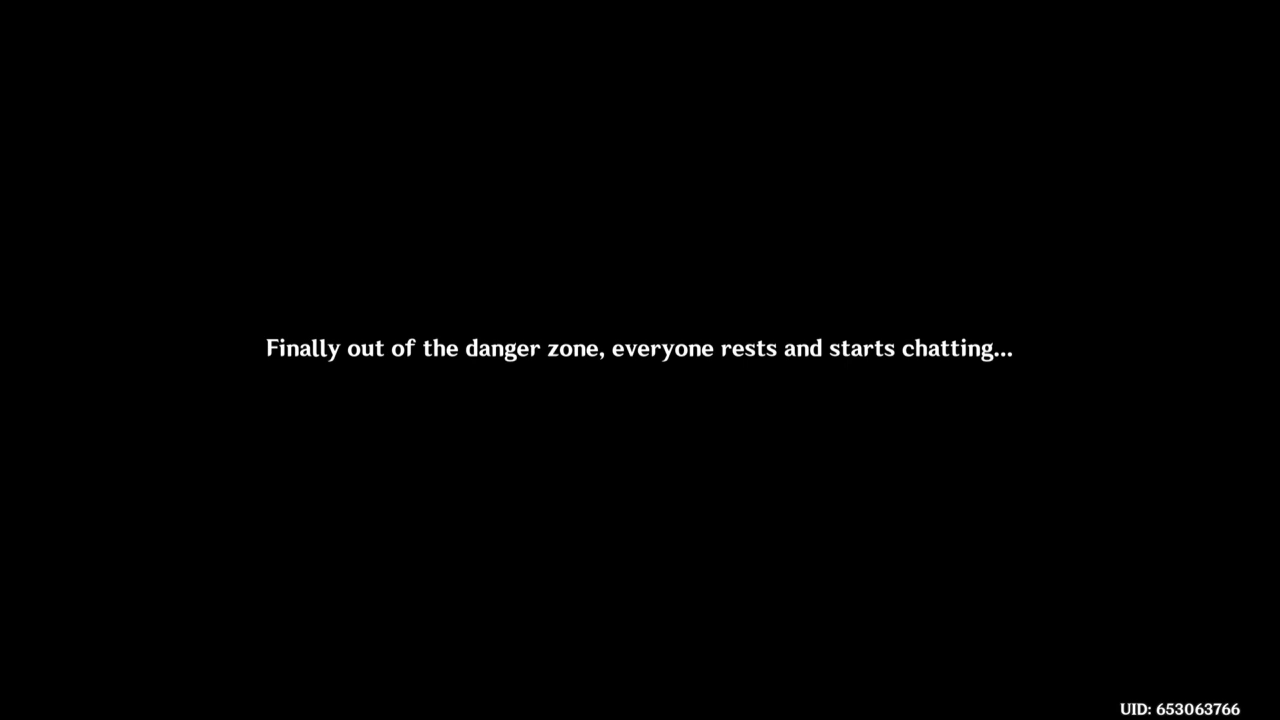 Finally out of the danger zone, everyone rests and starts chatting...
UID: 653063766